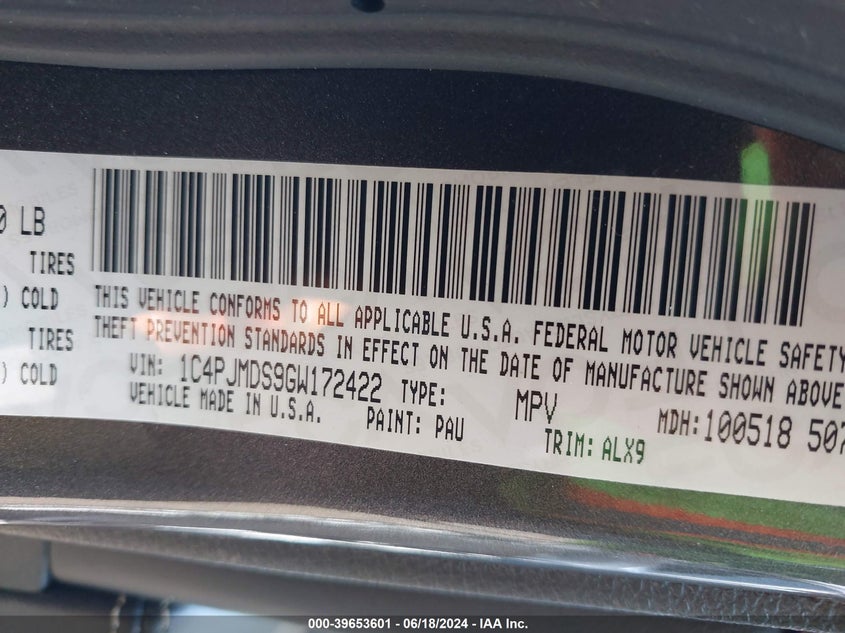 0 LB
TIRES
) COLD
TIRES
) COLD
THIS VEHICLE CONFORMS TO ALL APPLICABLE U.S.A. FEDERAL MOTOR VEHICLE SAFETY
THEFT PREVENTION STANDARDS IN EFFECT ON THE DATE OF MANUFACTURE SHOWN ABOVE
VIN: 1C4PJMDS9GW172422 TYPE: MPV MDH:100518 507
VEHICLE MADE IN U.S.A. PAINT: PAU TRIM: ALX9
000-39653601 / 06/18/2024 - IAA Inc.